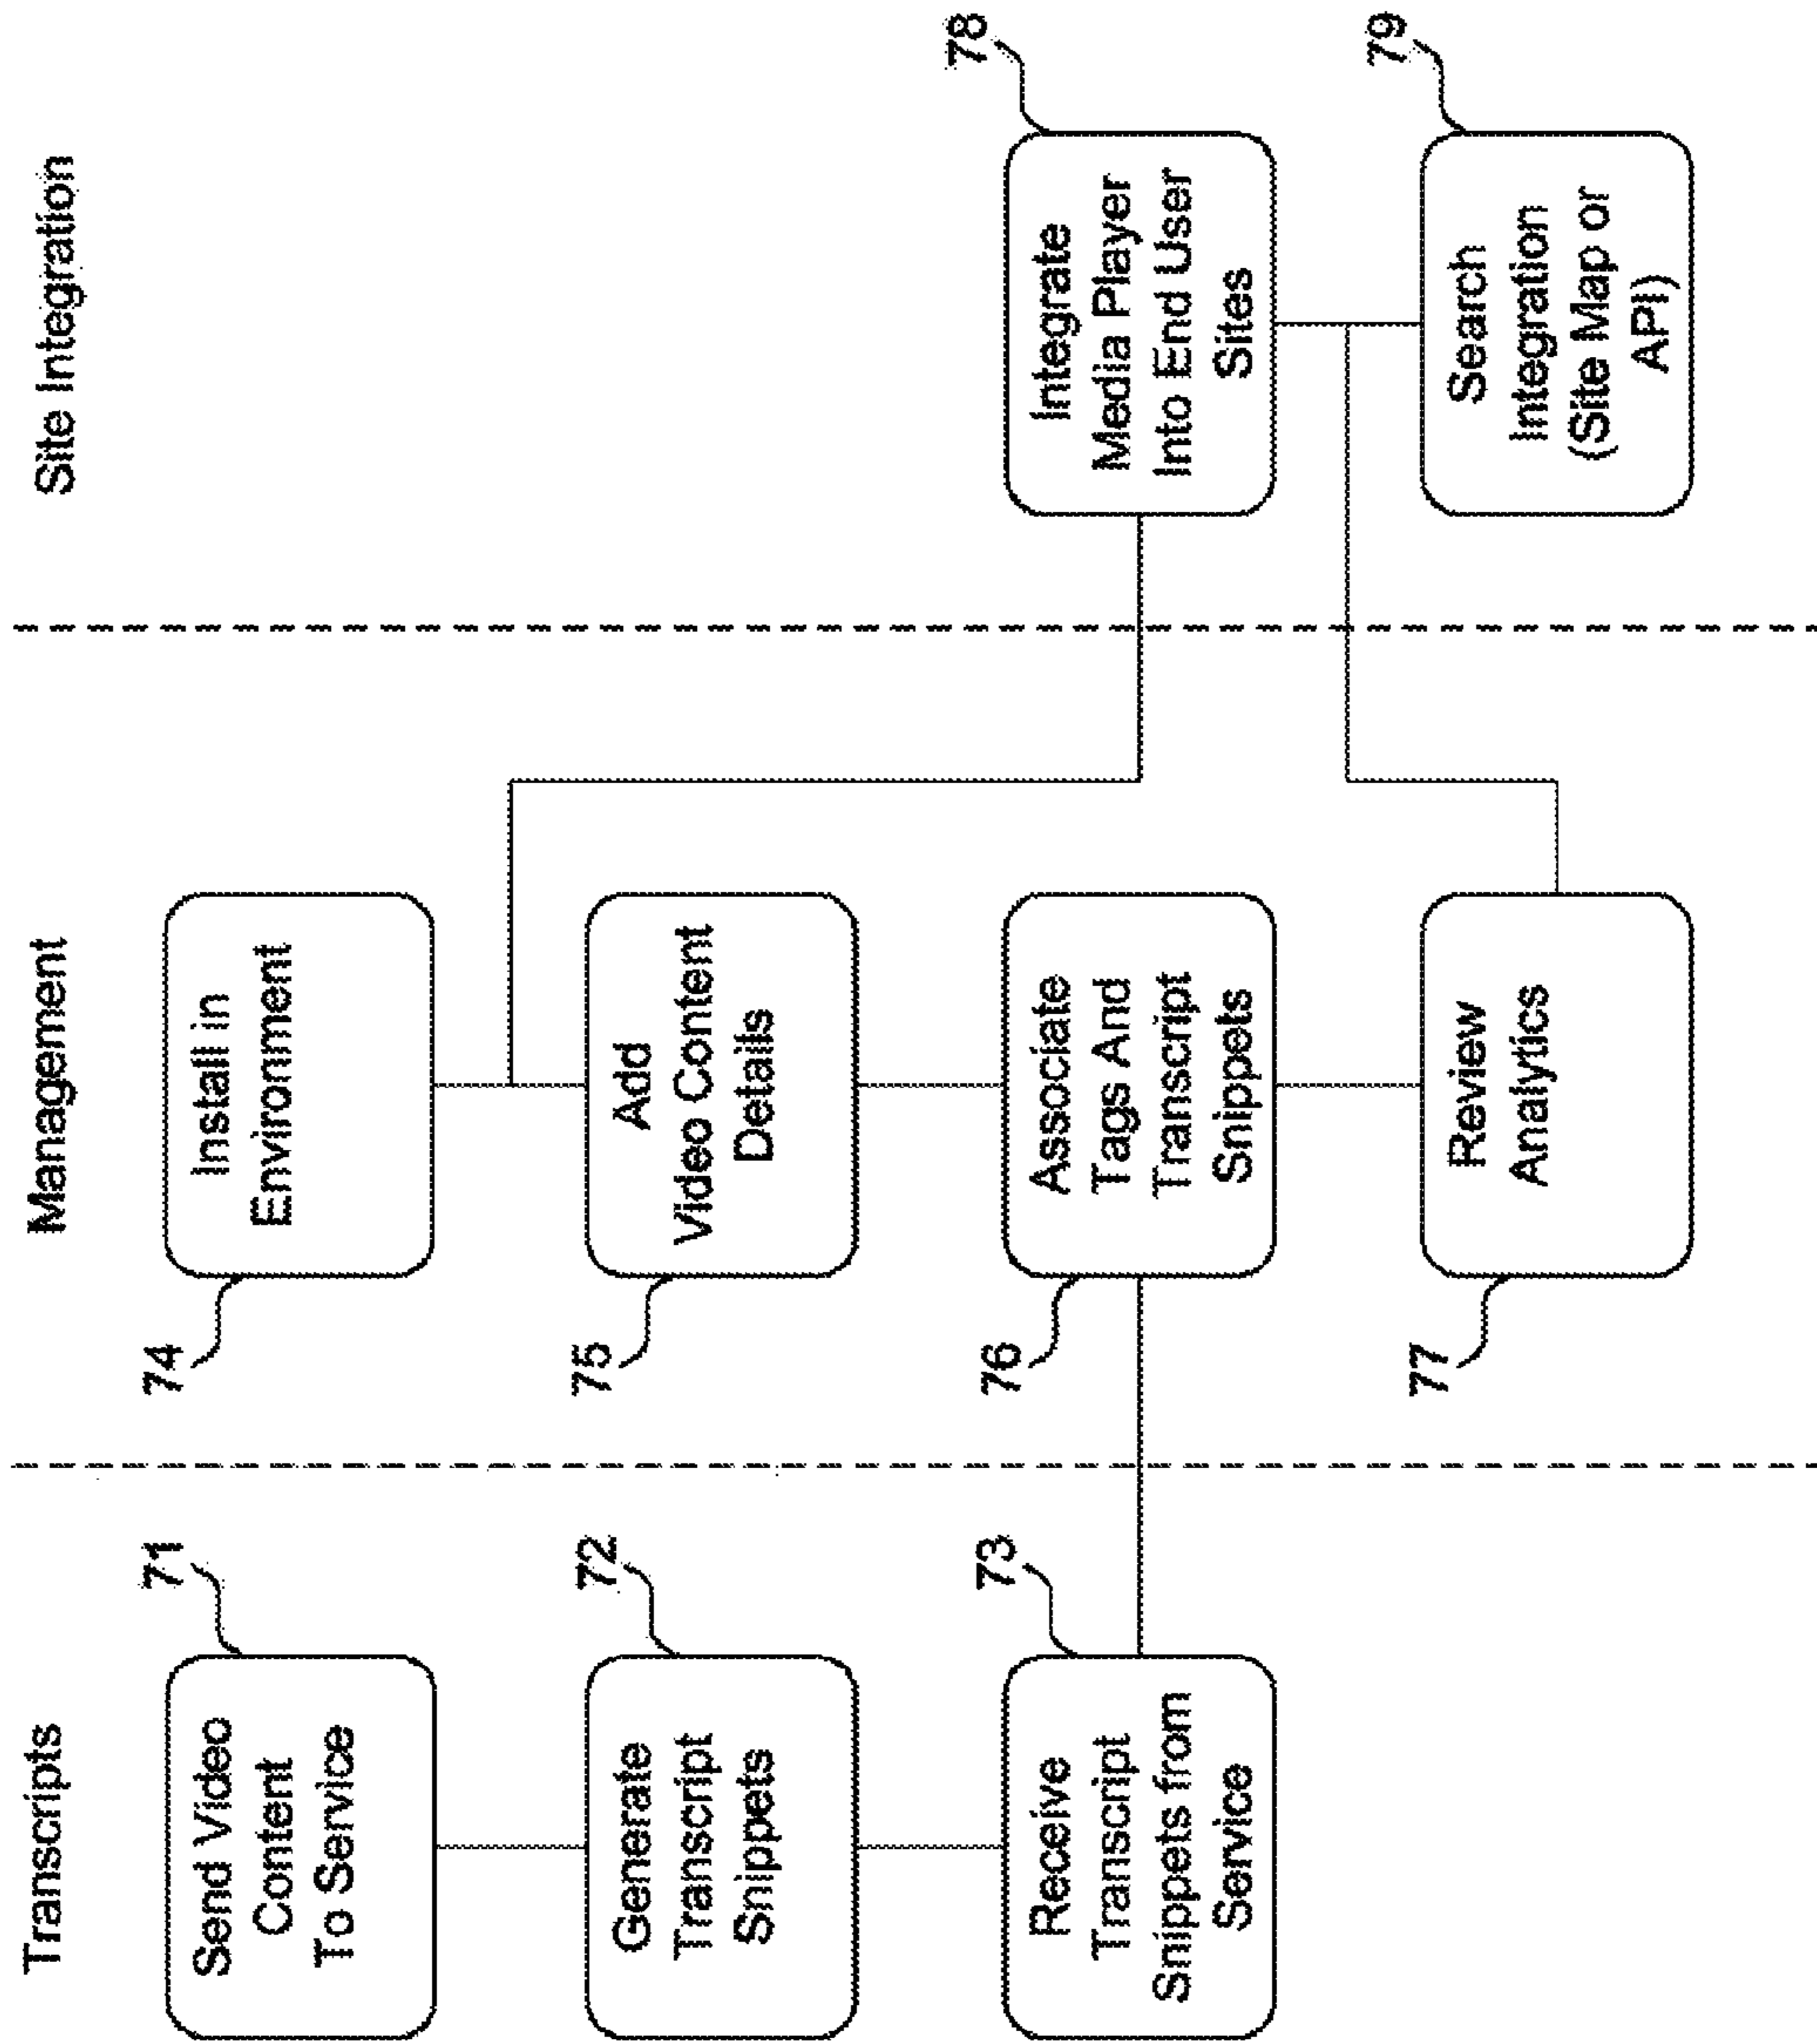 Transcripts
Management
Site Integration
71
Send Video
Content
To Service
72
Generate
Transcript
Snippets
73
Receive
Transcript
Snippets from
Service
74
Install in
Environment
75
Add
Video Content
Details
76
Associate
Tags And
Transcript
Snippets
77
Review
Analytics
78
Integrate
Media Player
Into End User
Sites
79
Search
Integration
(Site Map or
API)